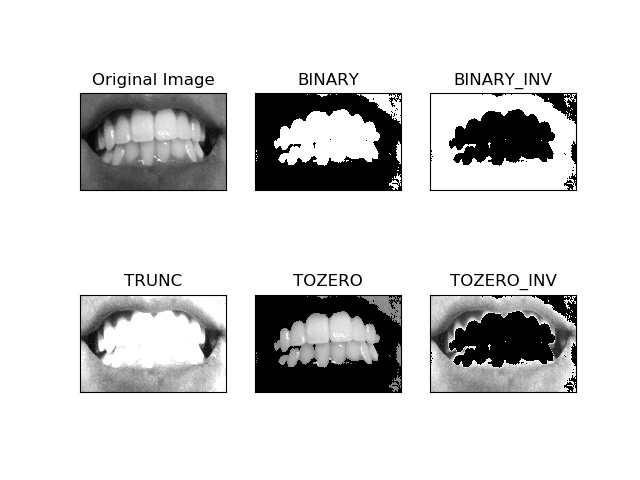 Original Image
BINARY
BINARY_INV
TRUNC
TOZERO
TOZERO_INV